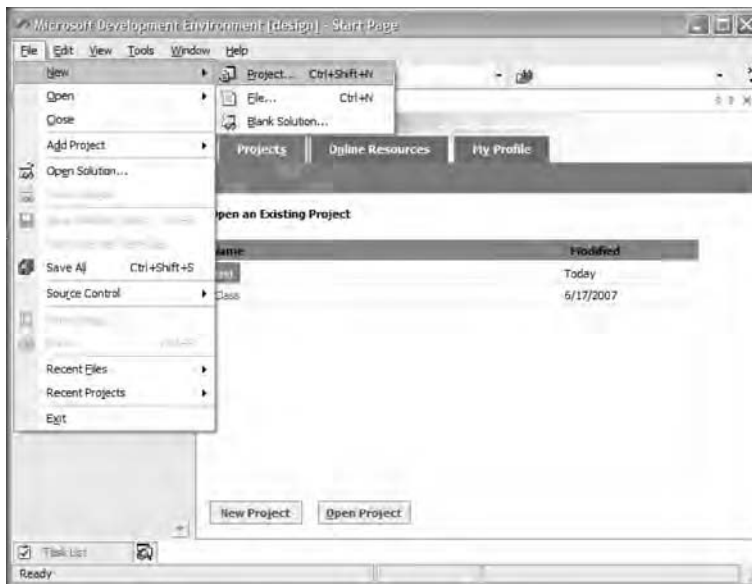 Microsoft Development Environment [design] - Start Page
File Edit View Tools Window Help
New
Project... Ctrl+Shift+N
Open
File... Ctrl+N
Close
Blank Solution...
Add Project
Projects Online Resources My Profile
Open Solution...
pen an Existing Project
ame Modified
Save All Ctrl+Shift+S
Today
Source Control
Class 6/17/2007
Recent Files
Recent Projects
Exit
New Project Open Project
Task List
Ready